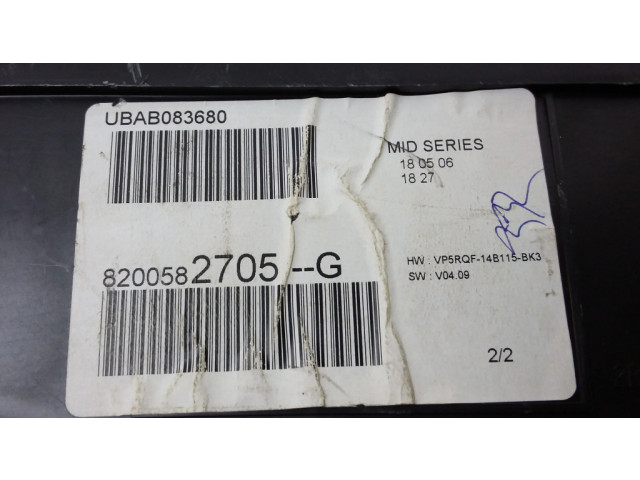 UBAB083680
MID SERIES
18 05 06
18 27
8200582705 --G
HW : VP5RQF-14B115-BK3
SW : V04.09
2/2